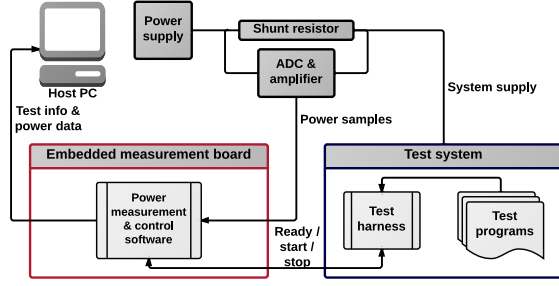 Power
supply
Shunt resistor
ADC &
amplifier
Host PC
Test info &
power data
System supply
Power samples
Embedded measurement board
Test system
Power
measurement
& control
software
Test
harness
Test
programs
Ready /
start /
stop